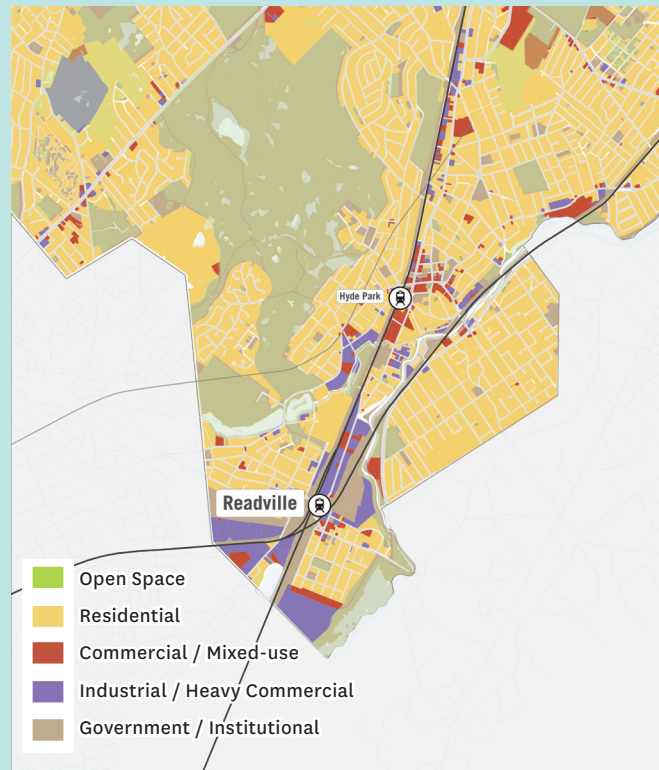 Hyde Park
Readville
Open Space
Residential
Commercial / Mixed-use
Industrial / Heavy Commercial
Government / Institutional